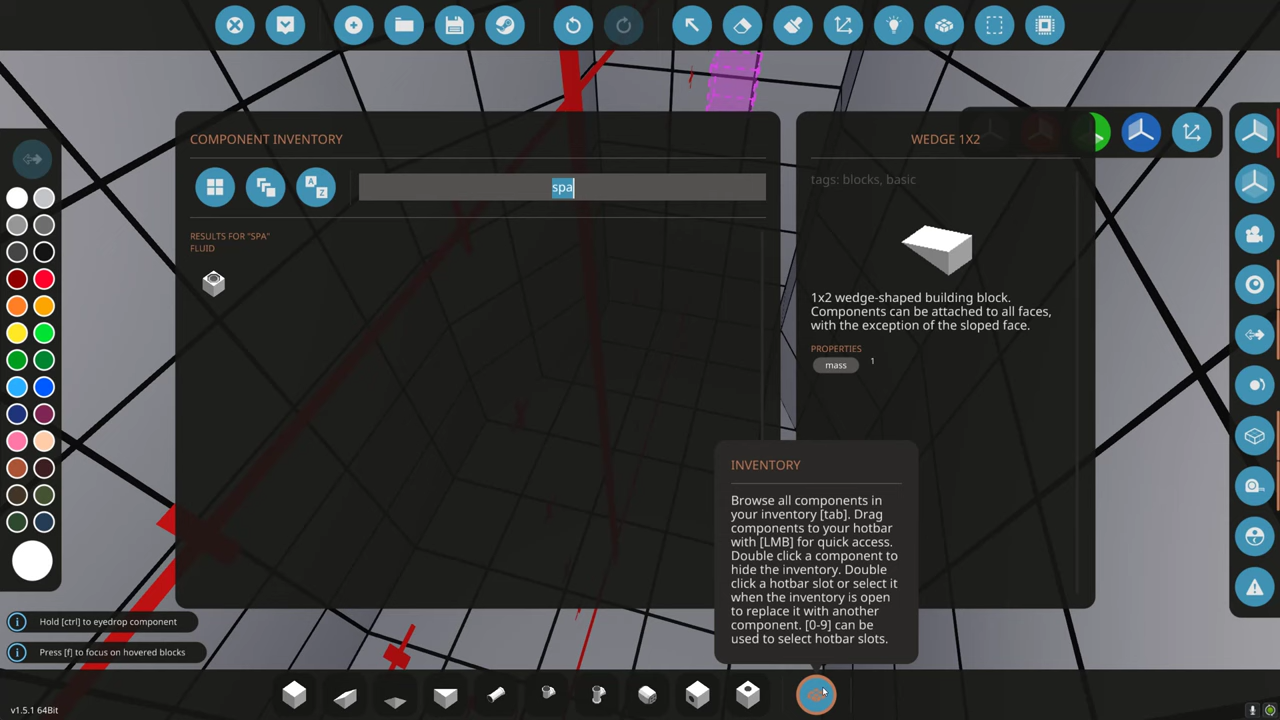 COMPONENT INVENTORY
spa
RESULTS FOR "SPA"
FLUID
WEDGE 1X2
tags: blocks, basic
1x2 wedge-shaped building block.
Components can be attached to all faces,
with the exception of the sloped face.
PROPERTIES
mass 1
INVENTORY
Browse all components in
your inventory [tab]. Drag
components to your hotbar
with [LMB] for quick access.
Double click a component to
hide the inventory. Double
click a hotbar slot or select it
when the inventory is open
to replace it with another
component. [0-9] can be
used to select hotbar slots.
Hold [ctrl] to eyedrop component
Press [f] to focus on hovered blocks
v1.5.1 64Bit